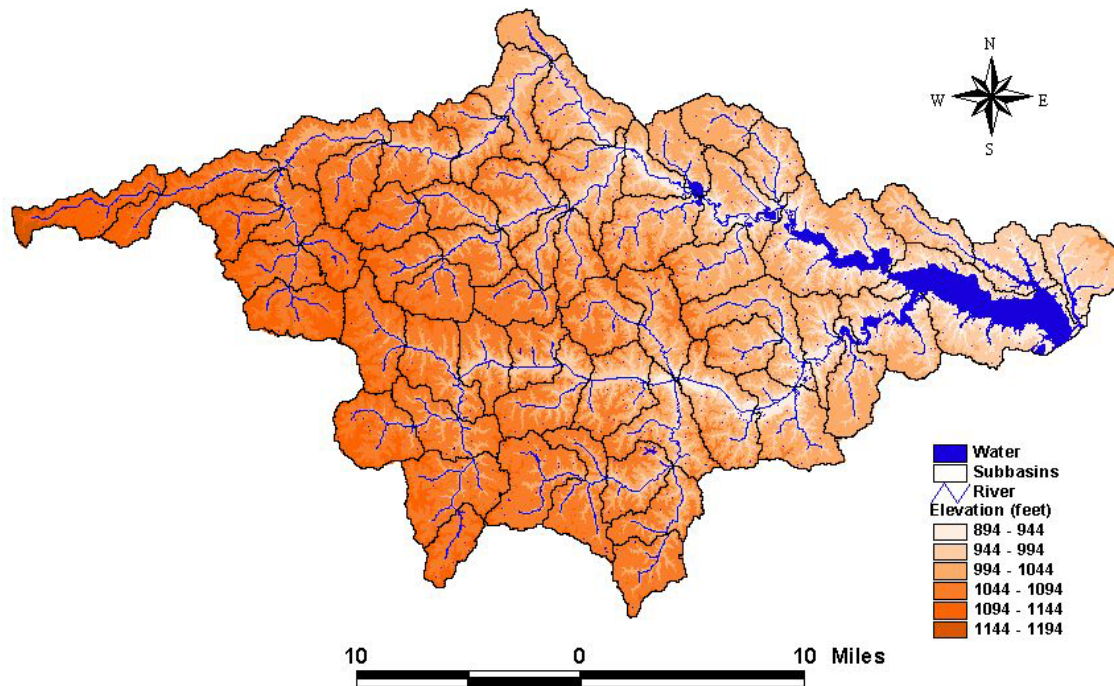 N
W E
S
Water
Subbasins
River
Elevation (feet)
894 - 944
944 - 994
994 - 1044
1044 - 1094
1094 - 1144
1144 - 1194
10 0 10 Miles